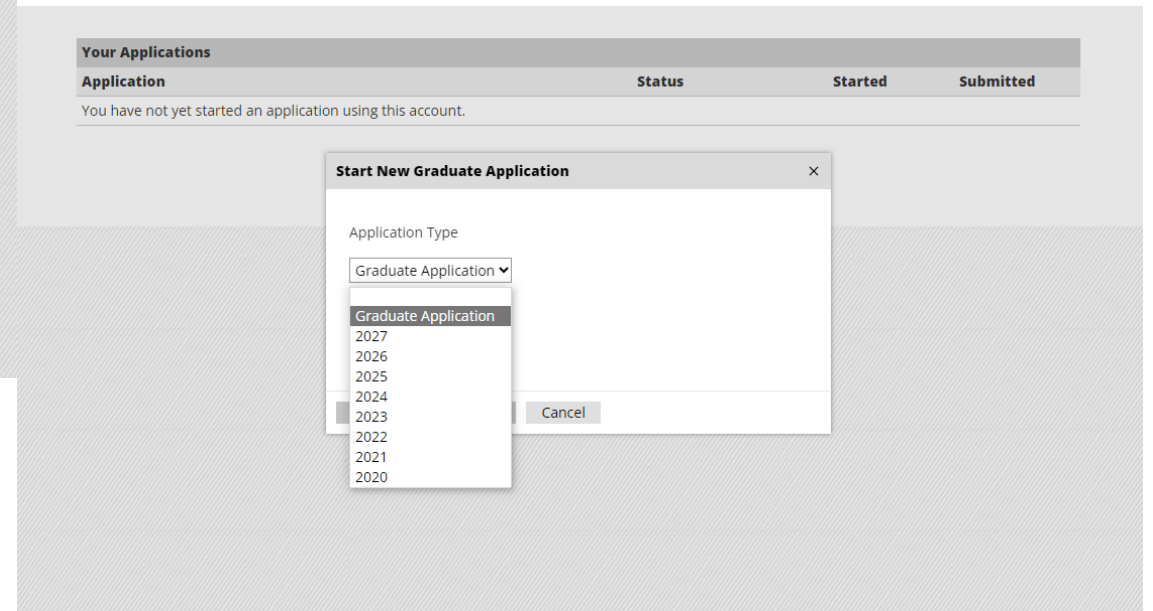 Your Applications
Application Status Started Submitted
You have not yet started an application using this account.
Start New Graduate Application ×
Application Type
Graduate Application
Graduate Application
2027
2026
2025
2024
2023
2022
2021
2020
Cancel